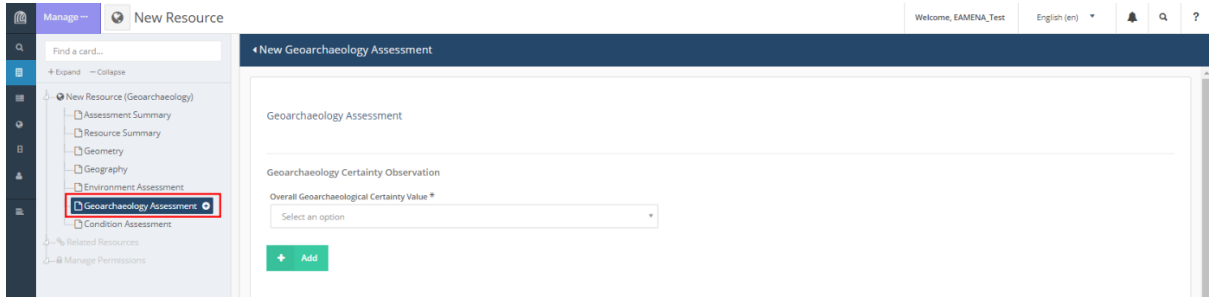 Manage
New Resource
Welcome, EAMENA_Test
English (en)
?
Find a card...
+ Expand − Collapse
New Resource (Geoarchaeology)
Assessment Summary
Resource Summary
Geometry
Geography
Environment Assessment
Geoarchaeology Assessment
Condition Assessment
Related Resources
Manage Permissions
New Geoarchaeology Assessment
Geoarchaeology Assessment
Geoarchaeology Certainty Observation
Overall Geoarchaeological Certainty Value *
Select an option
+ Add